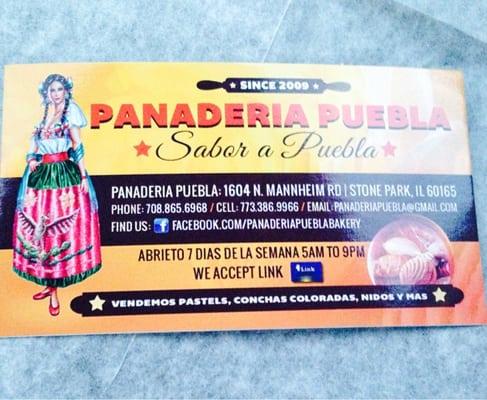 SINCE 2009
PANADERIA PUEBLA
Sabor a Puebla
PANADERIA PUEBLA: 1604 N. MANNHEIM RD | STONE PARK, IL 60165
PHONE: 708.865.6968 / CELL: 773.386.9966 / EMAIL:PANADERIAPUEBLA@GMAIL.COM
FIND US: f FACEBOOK.COM/PANADERIAPUEBLABAKERY
ABRIETO 7 DIAS DE LA SEMANA 5AM TO 9PM
WE ACCEPT LINK Link
VENDEMOS PASTELS, CONCHAS COLORADAS, NIDOS Y MAS